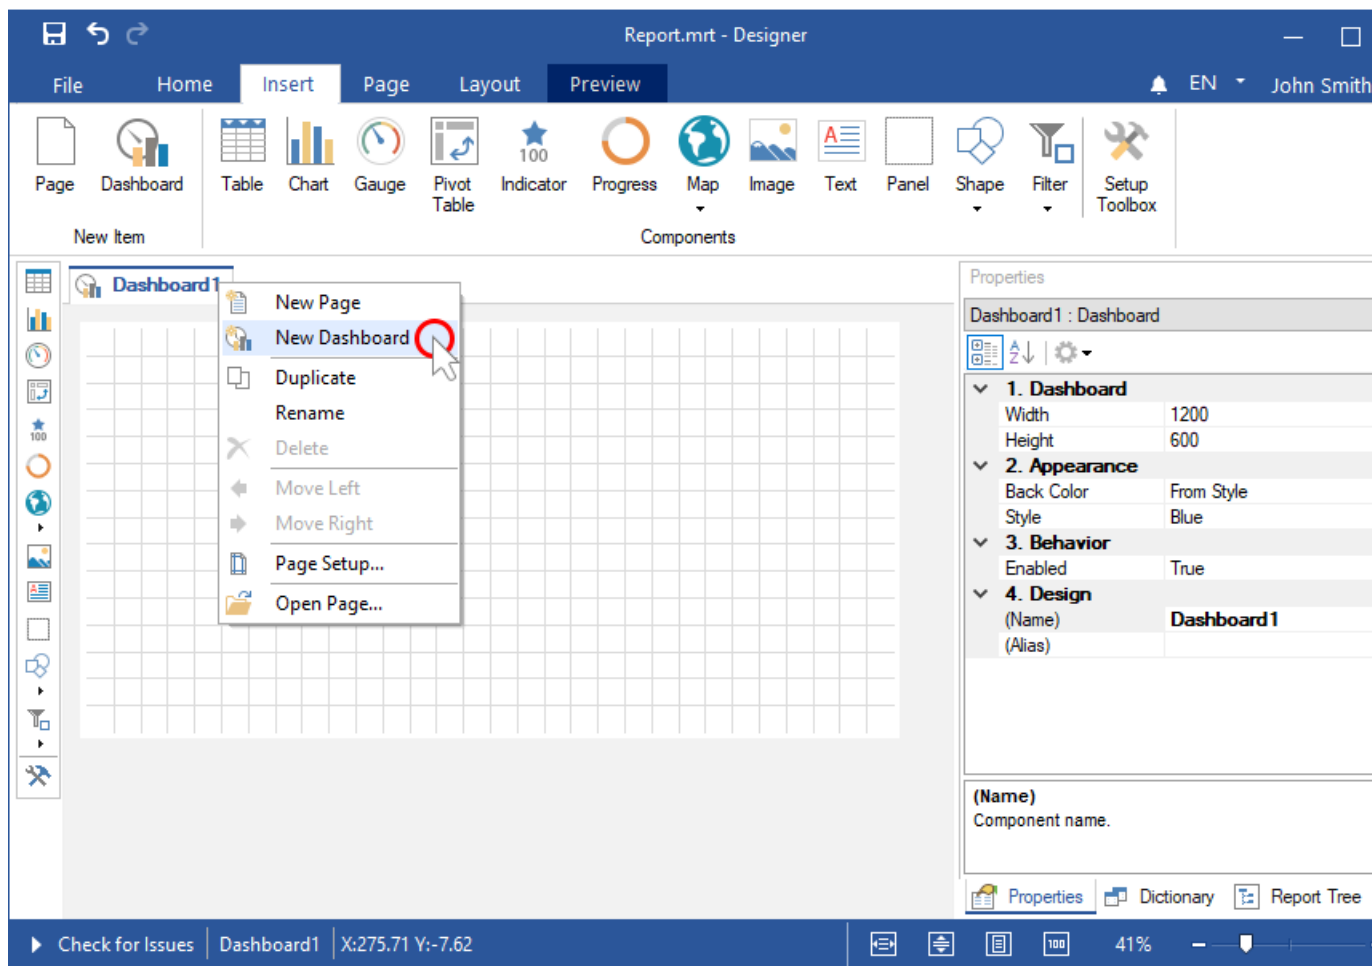 Report.mrt - Designer
File Home Insert Page Layout Preview EN John Smith
Page Dashboard Table Chart Gauge Pivot Table Indicator Progress Map Image Text Panel Shape Filter Setup Toolbox
100
A
New Item Components
Dashboard1
New Page
New Dashboard
Duplicate
Rename
Delete
Move Left
Move Right
Page Setup...
Open Page...
100
A
Properties
Dashboard1 : Dashboard
A
Z
1. Dashboard
Width 1200
Height 600
2. Appearance
Back Color From Style
Style Blue
3. Behavior
Enabled True
4. Design
(Name) Dashboard1
(Alias)
(Name)
Component name.
Properties Dictionary Report Tree
Check for Issues Dashboard1 X:275.71 Y:-7.62 100 41%